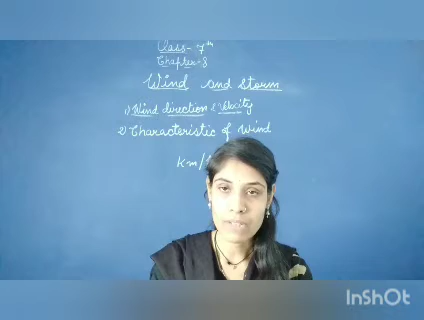 Class- 7th
Chapter-8
Wind and Storm
1) Wind direction & Velocity
2) Characteristic of Wind
km/
InShOt